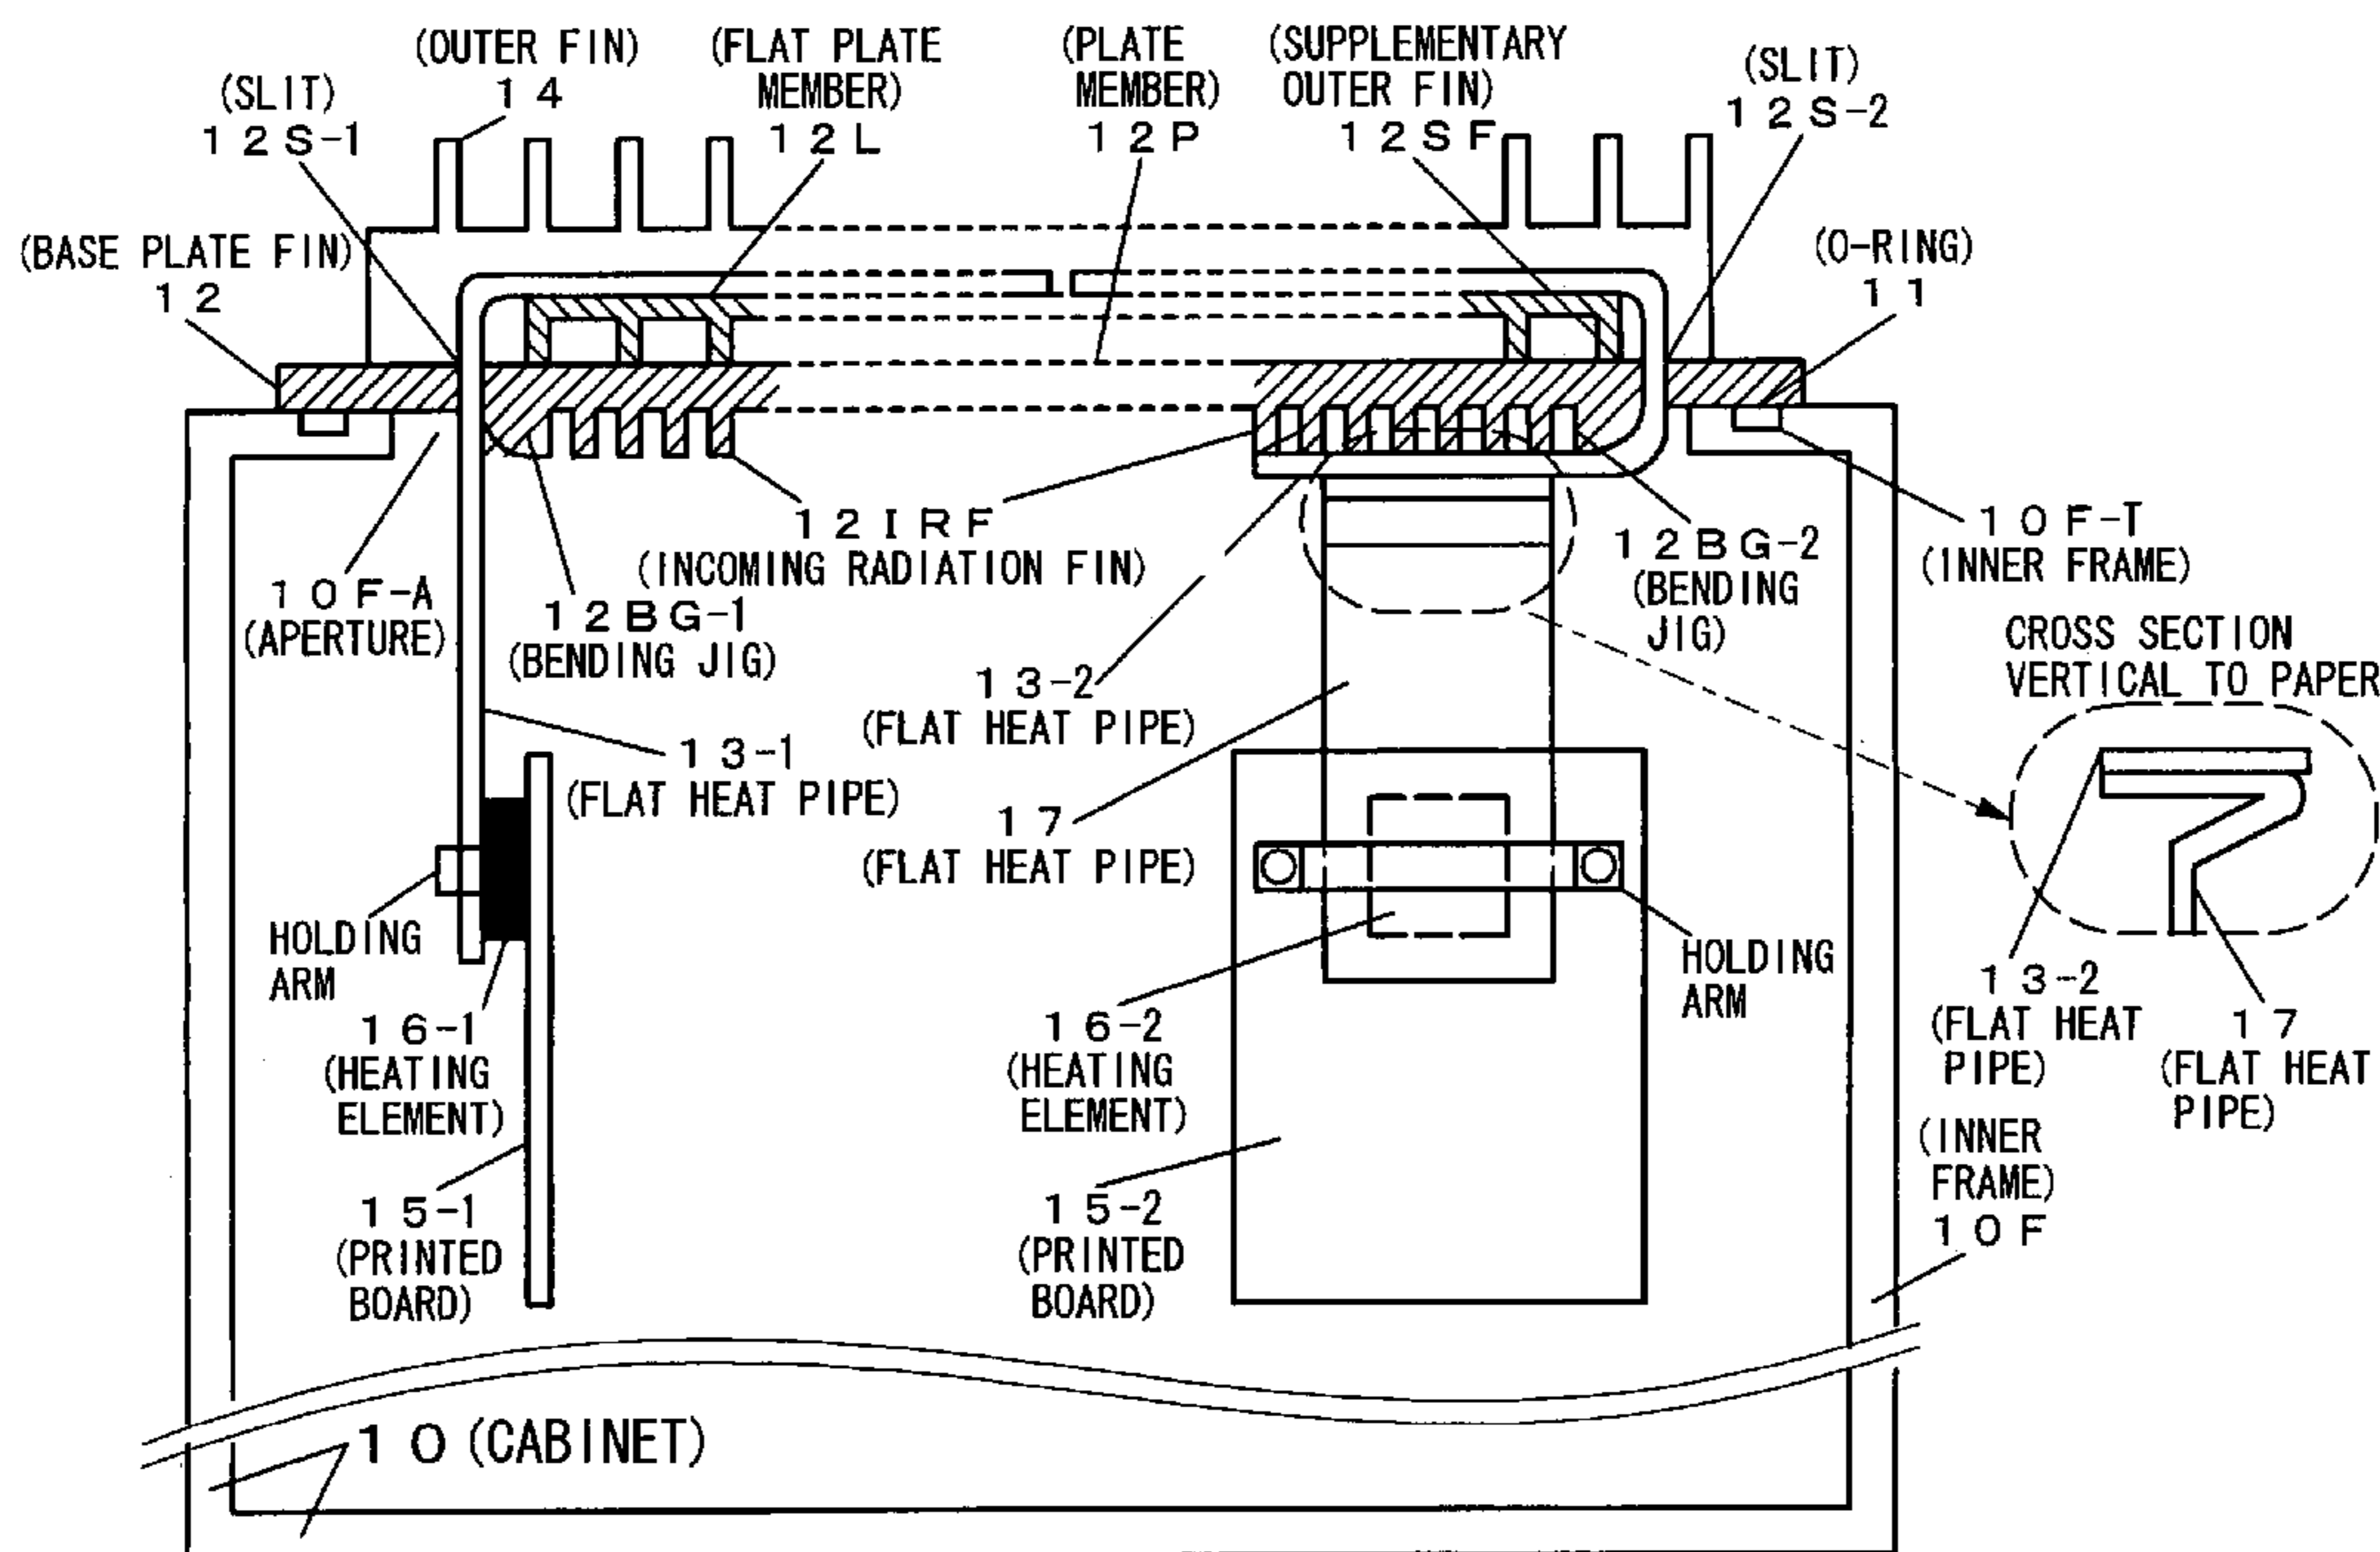 (OUTER FIN)
14
(FLAT PLATE
MEMBER)
12L
(PLATE
MEMBER)
12P
(SUPPLEMENTARY
OUTER FIN)
12SF
(SLIT)
12S-2
(SLIT)
12S-1
(BASE PLATE FIN)
12
(O-RING)
11
12IRF
(INCOMING RADIATION FIN)
10F-T
(INNER FRAME)
12BG-2
(BENDING
JIG)
10F-A
(APERTURE)
12BG-1
(BENDING JIG)
CROSS SECTION
VERTICAL TO PAPER
13-2
(FLAT HEAT PIPE)
13-1
(FLAT HEAT PIPE)
17
(FLAT HEAT PIPE)
HOLDING
ARM
HOLDING
ARM
13-2
(FLAT HEAT
PIPE)
17
(FLAT HEAT
PIPE)
16-1
(HEATING
ELEMENT)
16-2
(HEATING
ELEMENT)
(INNER
FRAME)
10F
15-1
(PRINTED
BOARD)
15-2
(PRINTED
BOARD)
10 (CABINET)